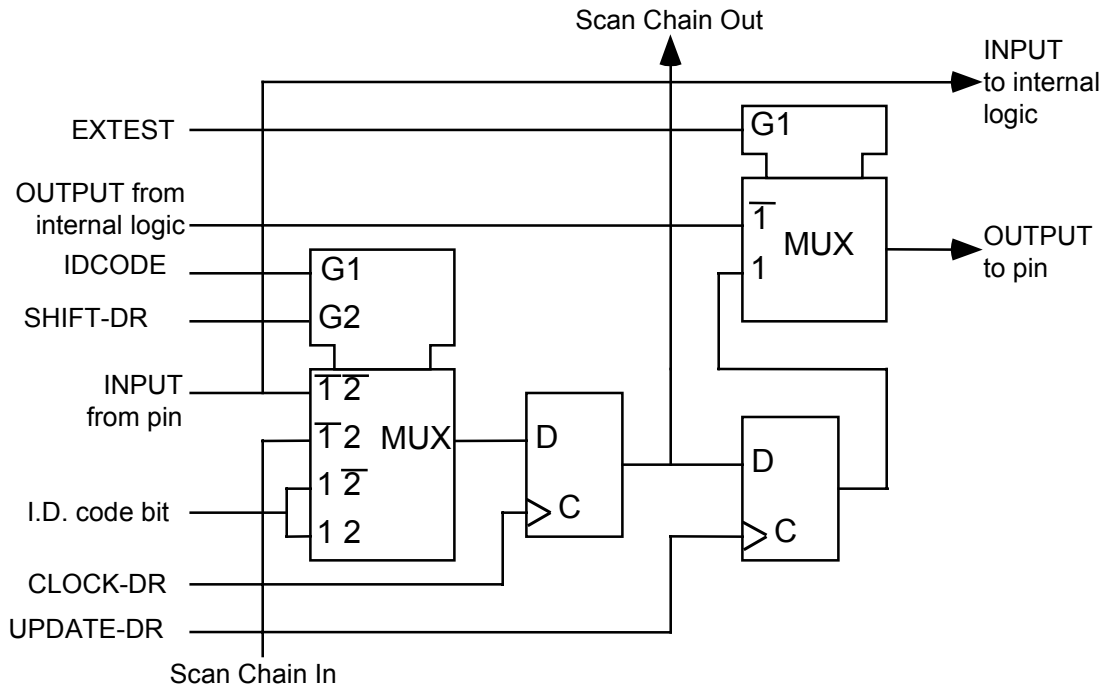 Scan Chain Out
INPUT
to internal
logic
EXTEST
G1
OUTPUT from
internal logic
1̅
MUX
1
OUTPUT
to pin
IDCODE
G1
SHIFT-DR
G2
INPUT
from pin
1̅ 2̅
1̅ 2
MUX
1 2̅
1 2
I.D. code bit
D
C
D
C
CLOCK-DR
UPDATE-DR
Scan Chain In